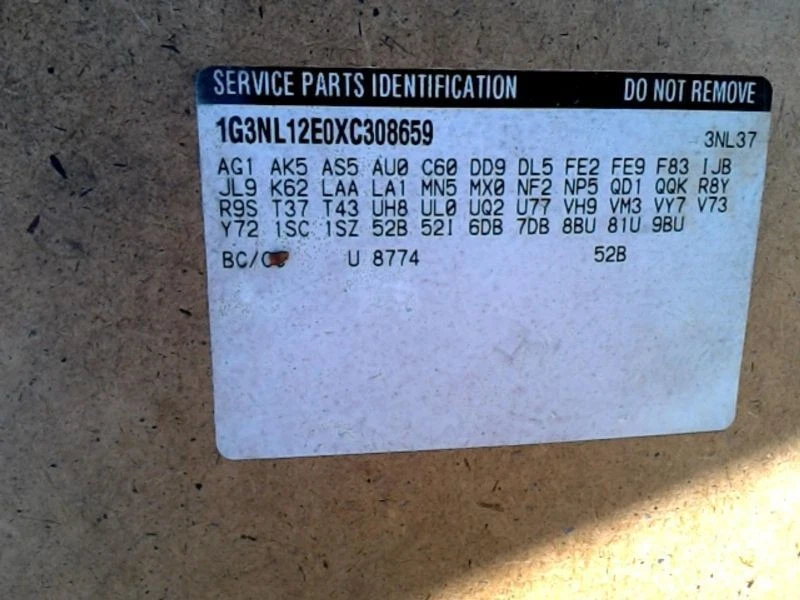 SERVICE PARTS IDENTIFICATION DO NOT REMOVE
1G3NL12E0XC308659 3NL37
AG1 AK5 AS5 AU0 C60 DD9 DL5 FE2 FE9 F83 IJB
JL9 K62 LAA LA1 MN5 MX0 NF2 NP5 QD1 QQK R8Y
R9S T37 T43 UH8 UL0 UQ2 U77 VH9 VM3 VY7 V73
Y72 1SC 1SZ 52B 52I 6DB 7DB 8BU 81U 9BU
U 8774 52B